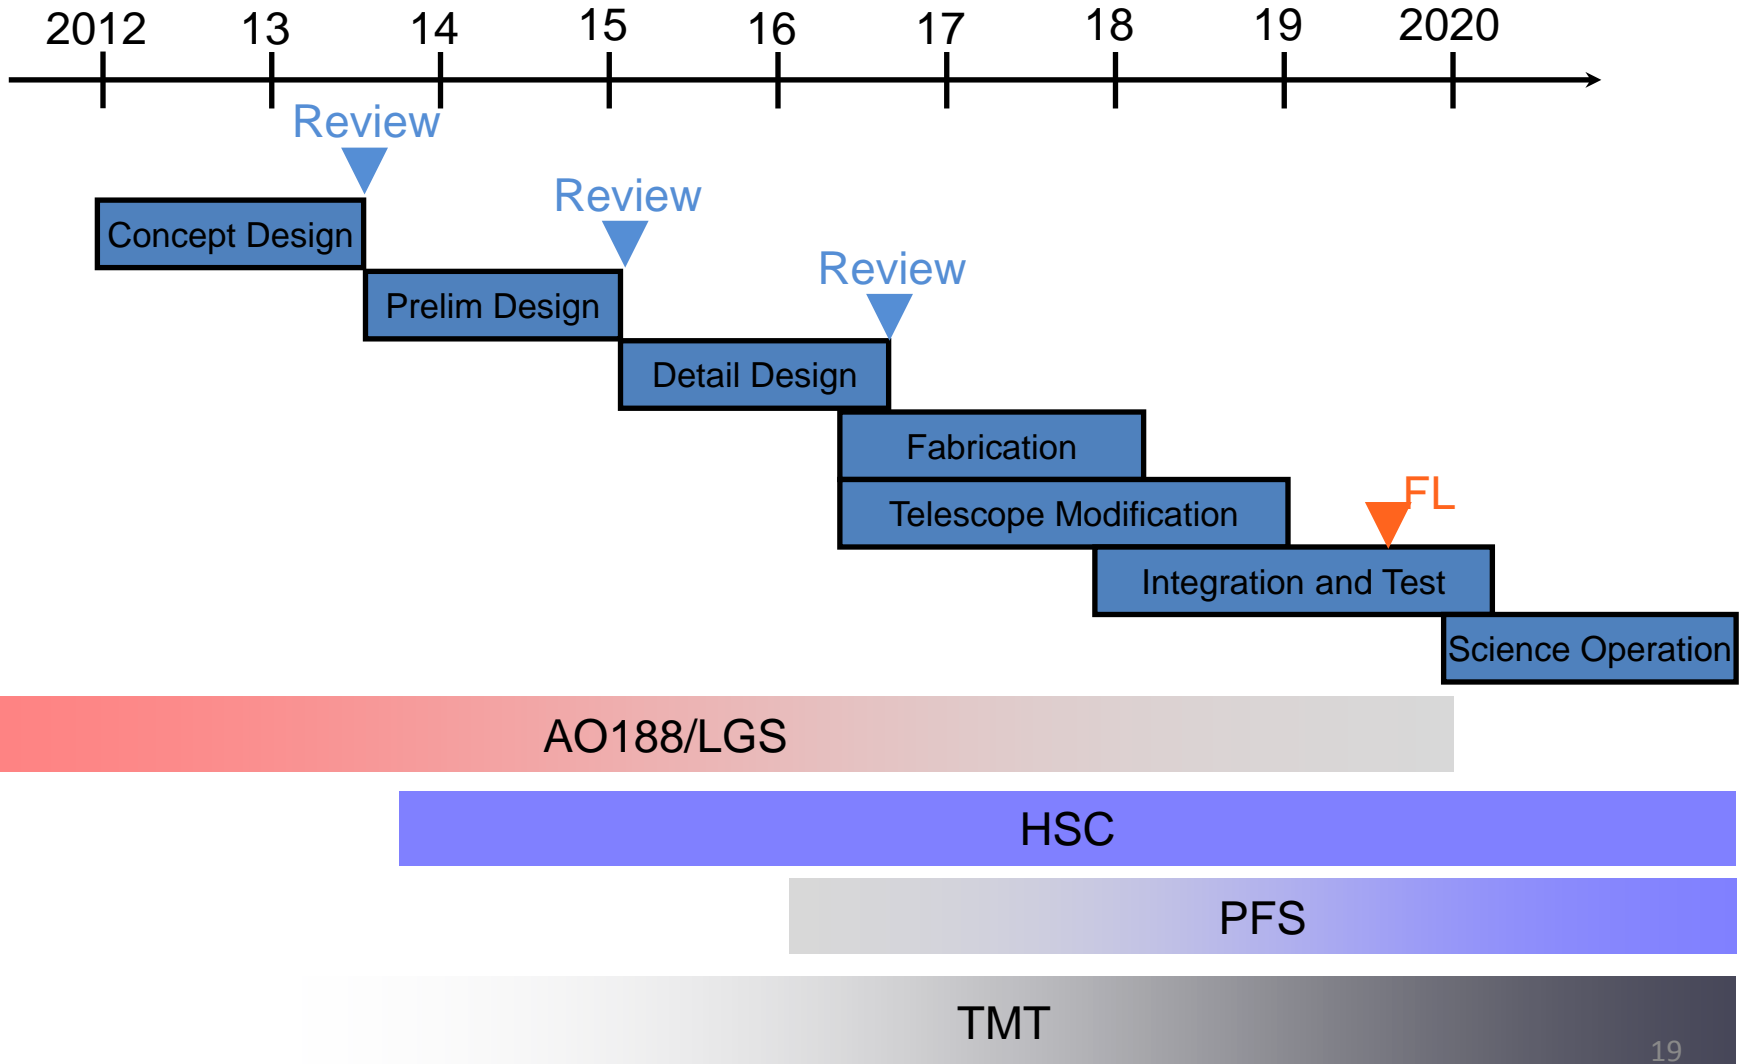 2012 13 14 15 16 17 18 19 2020
Review
Review
Concept Design
Review
Prelim Design
Detail Design
Fabrication
FL
Telescope Modification
Integration and Test
Science Operation
AO188/LGS
HSC
PFS
TMT
19